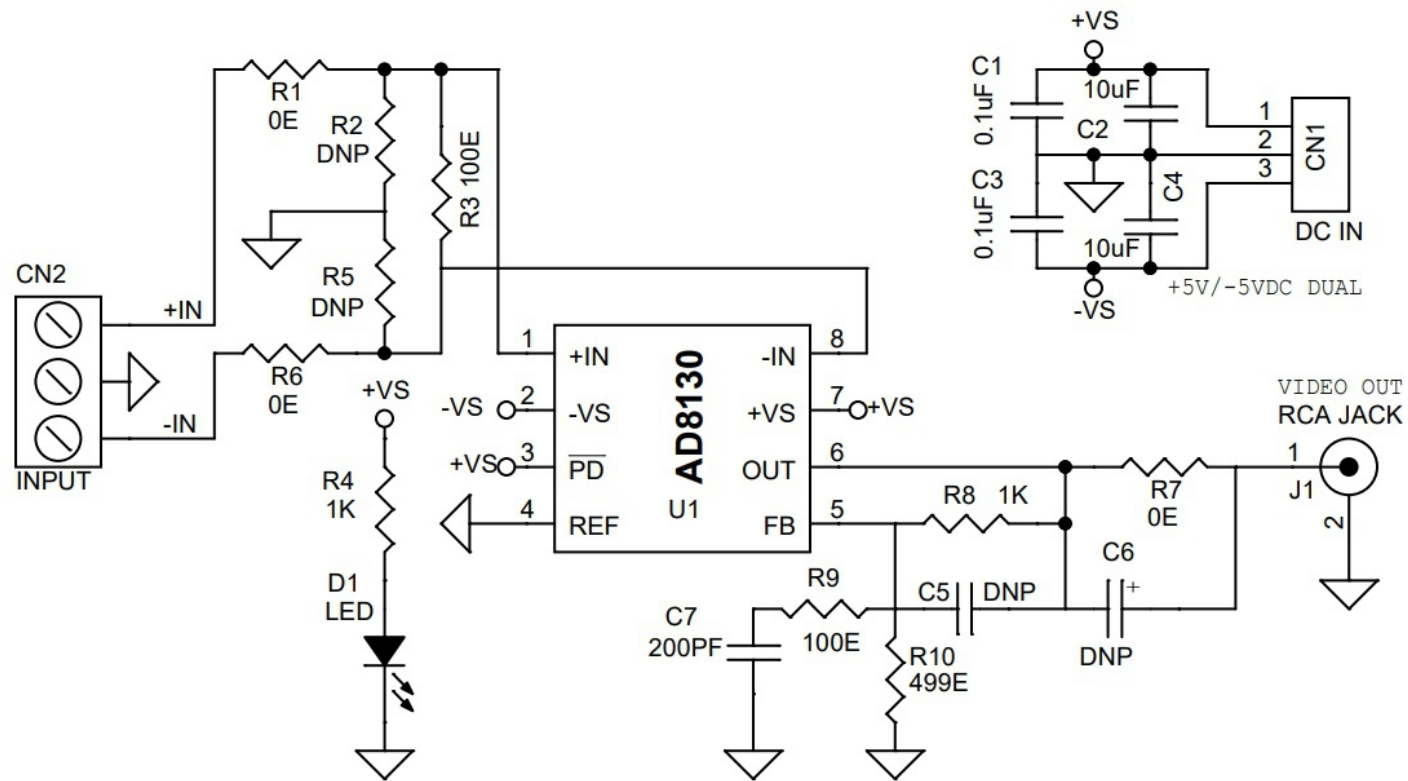 +VS
C1
0.1uF
10uF
C2
C3
0.1uF
C4
10uF
-VS
1
2
3
CN1
DC IN
+5V/-5VDC DUAL
R1
0E
R2
DNP
R3 100E
R5
DNP
CN2
+IN
-IN
INPUT
R6
0E
+VS
R4
1K
D1
LED
1
+IN
-VS
2
-VS
+VS
3
PD
4
REF
AD8130
U1
-IN
8
+VS
7
+VS
OUT
6
FB
5
R8 1K
R7
0E
VIDEO OUT
RCA JACK
1
J1
2
C6
+
DNP
C5
DNP
R9
100E
C7
200PF
R10
499E